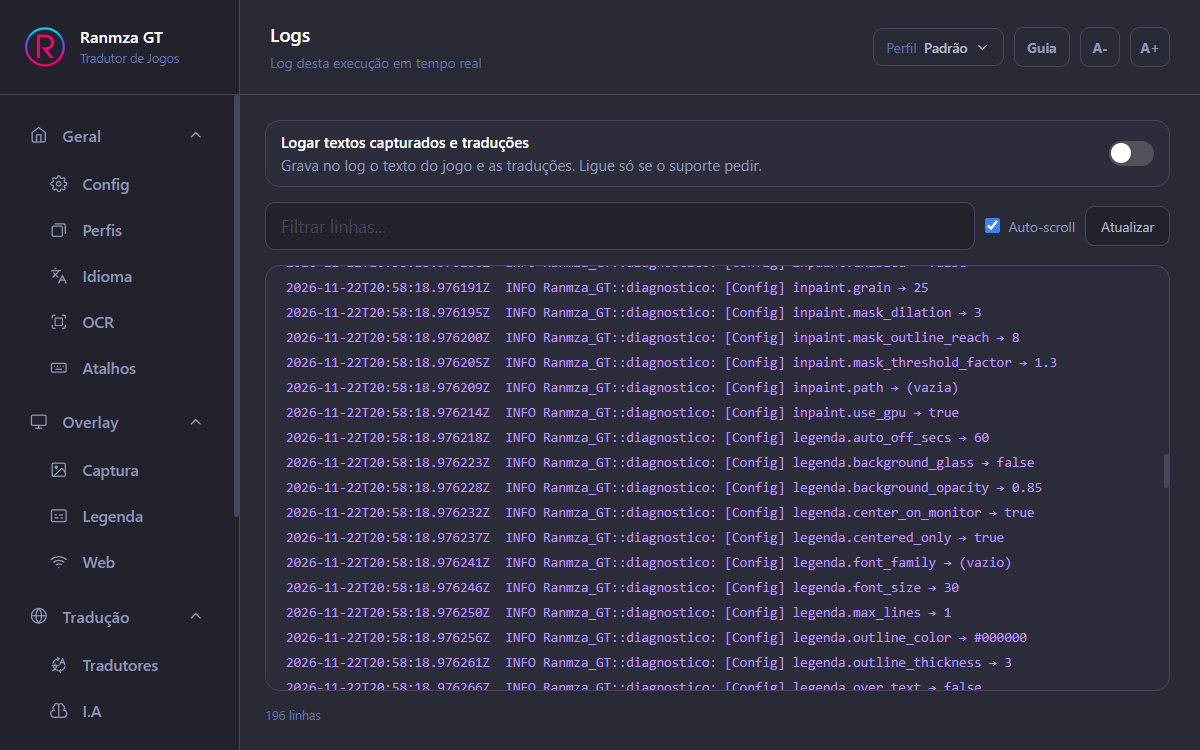 Ranmza GT
Tradutor de Jogos
Logs
Log desta execução em tempo real
Perfil Padrão
Guia
A-
A+
Geral
Config
Perfis
Idioma
OCR
Atalhos
Overlay
Captura
Legenda
Web
Tradução
Tradutores
I.A
Logar textos capturados e traduções
Grava no log o texto do jogo e as traduções. Ligue só se o suporte pedir.
Filtrar linhas...
Auto-scroll
Atualizar
2026-11-22T20:58:18.976191Z  INFO Ranmza_GT::diagnostico: [Config] inpaint.grain → 25
2026-11-22T20:58:18.976195Z  INFO Ranmza_GT::diagnostico: [Config] inpaint.mask_dilation → 3
2026-11-22T20:58:18.976200Z  INFO Ranmza_GT::diagnostico: [Config] inpaint.mask_outline_reach → 8
2026-11-22T20:58:18.976205Z  INFO Ranmza_GT::diagnostico: [Config] inpaint.mask_threshold_factor → 1.3
2026-11-22T20:58:18.976209Z  INFO Ranmza_GT::diagnostico: [Config] inpaint.path → (vazia)
2026-11-22T20:58:18.976214Z  INFO Ranmza_GT::diagnostico: [Config] inpaint.use_gpu → true
2026-11-22T20:58:18.976218Z  INFO Ranmza_GT::diagnostico: [Config] legenda.auto_off_secs → 60
2026-11-22T20:58:18.976223Z  INFO Ranmza_GT::diagnostico: [Config] legenda.background_glass → false
2026-11-22T20:58:18.976228Z  INFO Ranmza_GT::diagnostico: [Config] legenda.background_opacity → 0.85
2026-11-22T20:58:18.976232Z  INFO Ranmza_GT::diagnostico: [Config] legenda.center_on_monitor → true
2026-11-22T20:58:18.976237Z  INFO Ranmza_GT::diagnostico: [Config] legenda.centered_only → true
2026-11-22T20:58:18.976241Z  INFO Ranmza_GT::diagnostico: [Config] legenda.font_family → (vazio)
2026-11-22T20:58:18.976246Z  INFO Ranmza_GT::diagnostico: [Config] legenda.font_size → 30
2026-11-22T20:58:18.976250Z  INFO Ranmza_GT::diagnostico: [Config] legenda.max_lines → 1
2026-11-22T20:58:18.976256Z  INFO Ranmza_GT::diagnostico: [Config] legenda.outline_color → #000000
2026-11-22T20:58:18.976261Z  INFO Ranmza_GT::diagnostico: [Config] legenda.outline_thickness → 3
2026-11-22T20:58:18.976266Z  INFO Ranmza_GT::diagnostico: [Config] legenda.over_text → false
196 linhas